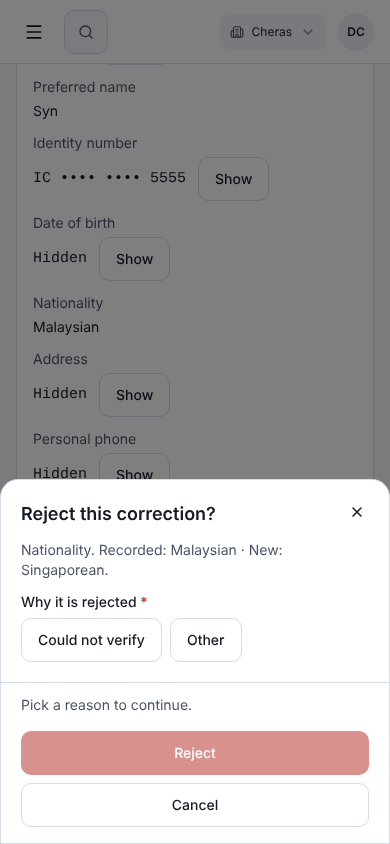 Cheras
DC
Preferred name
Syn
Identity number
IC •••• •••• 5555
Show
Date of birth
Hidden
Show
Nationality
Malaysian
Address
Hidden
Show
Personal phone
Hidden
Show
Reject this correction?
Nationality. Recorded: Malaysian · New:
Singaporean.
Why it is rejected *
Could not verify
Other
Pick a reason to continue.
Reject
Cancel